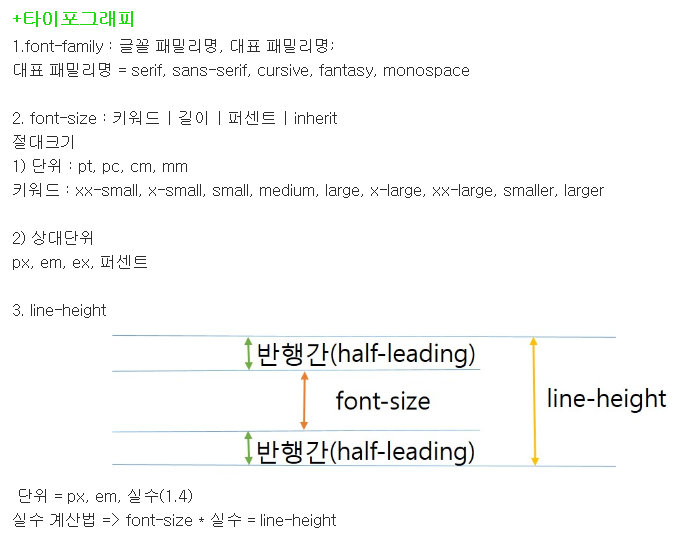 +타이포그래피
1.font-family : 글꼴 패밀리명, 대표 패밀리명;
대표 패밀리명 = serif, sans-serif, cursive, fantasy, monospace
2. font-size : 키워드 | 길이 | 퍼센트 | inherit
절대크기
1) 단위 : pt, pc, cm, mm
키워드 : xx-small, x-small, small, medium, large, x-large, xx-large, smaller, larger
2) 상대단위
px, em, ex, 퍼센트
3. line-height
반행간(half-leading)
font-size
line-height
반행간(half-leading)
단위 = px, em, 실수(1.4)
실수 계산법 => font-size * 실수 = line-height